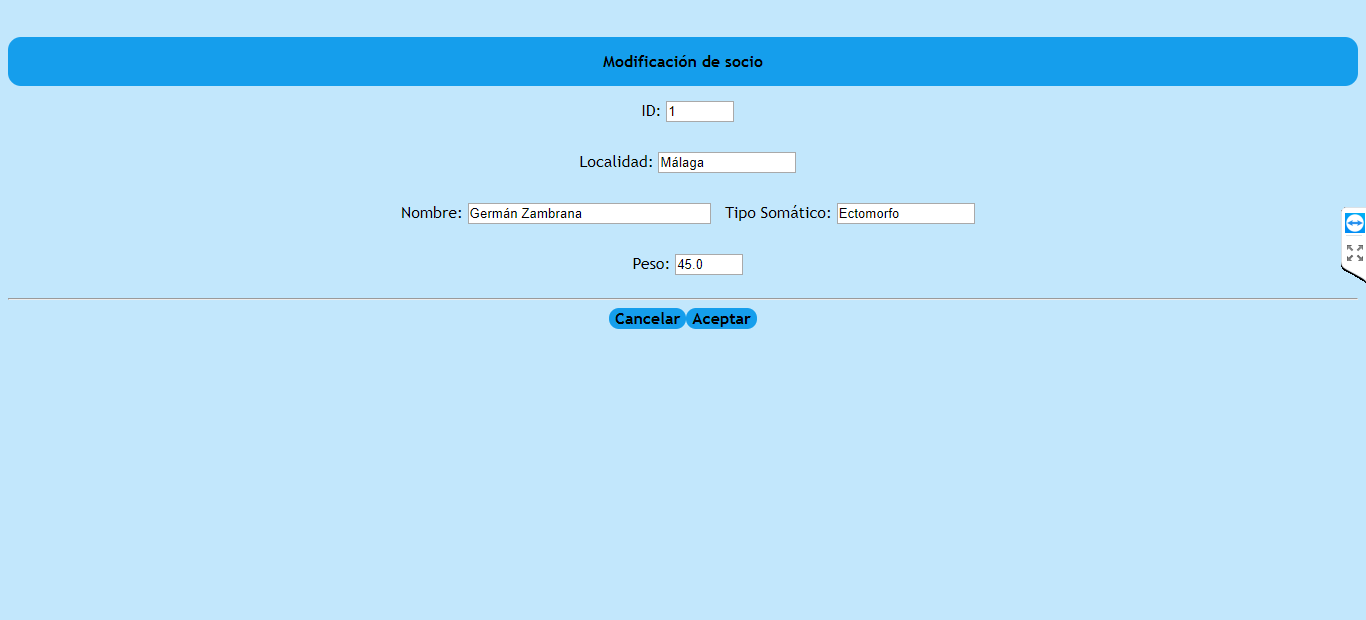 Modificación de socio
ID: 1
Localidad: Málaga
Nombre: Germán Zambrana Tipo Somático: Ectomorfo
Peso: 45.0
Cancelar Aceptar